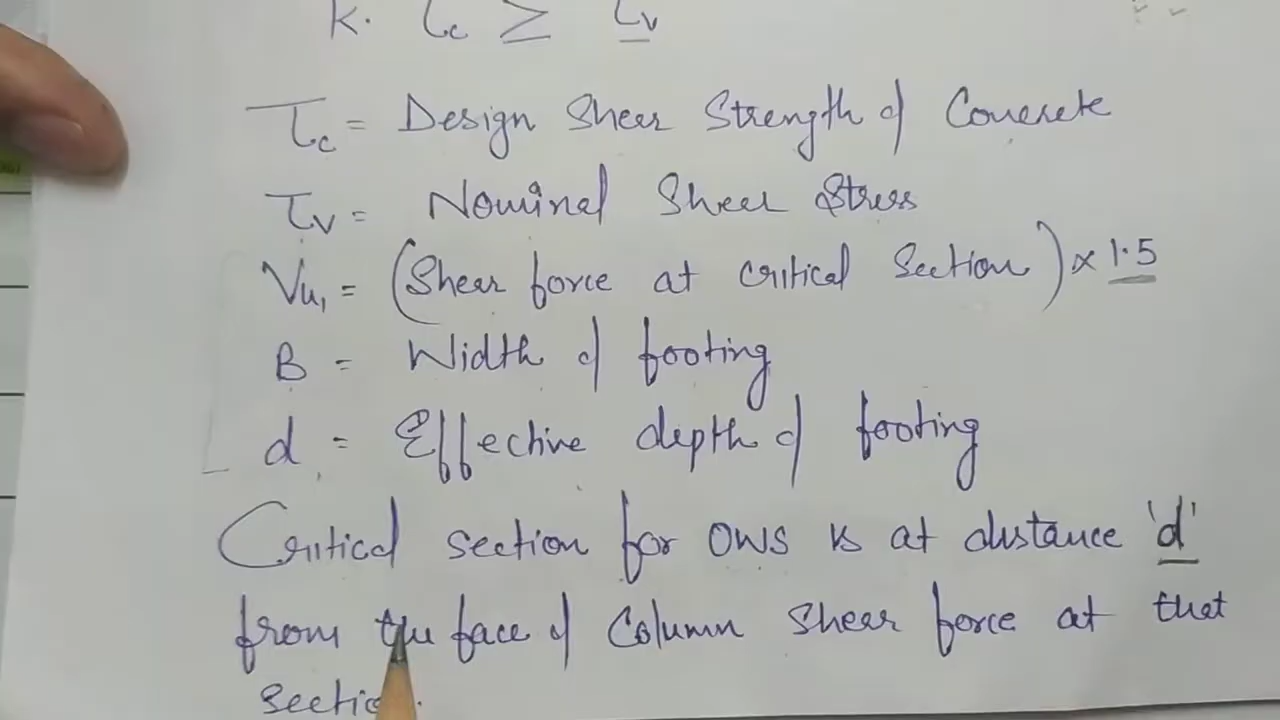 k. τc ≥ τv
τc = Design Shear Strength of Concrete
τv = Nominal Shear Stress
Vu1 = (Shear force at critical Section) × 1.5
B = Width of footing
d = Effective depth of footing
Critical section for OWS is at distance 'd'
from the face of Column Shear force at that
section.